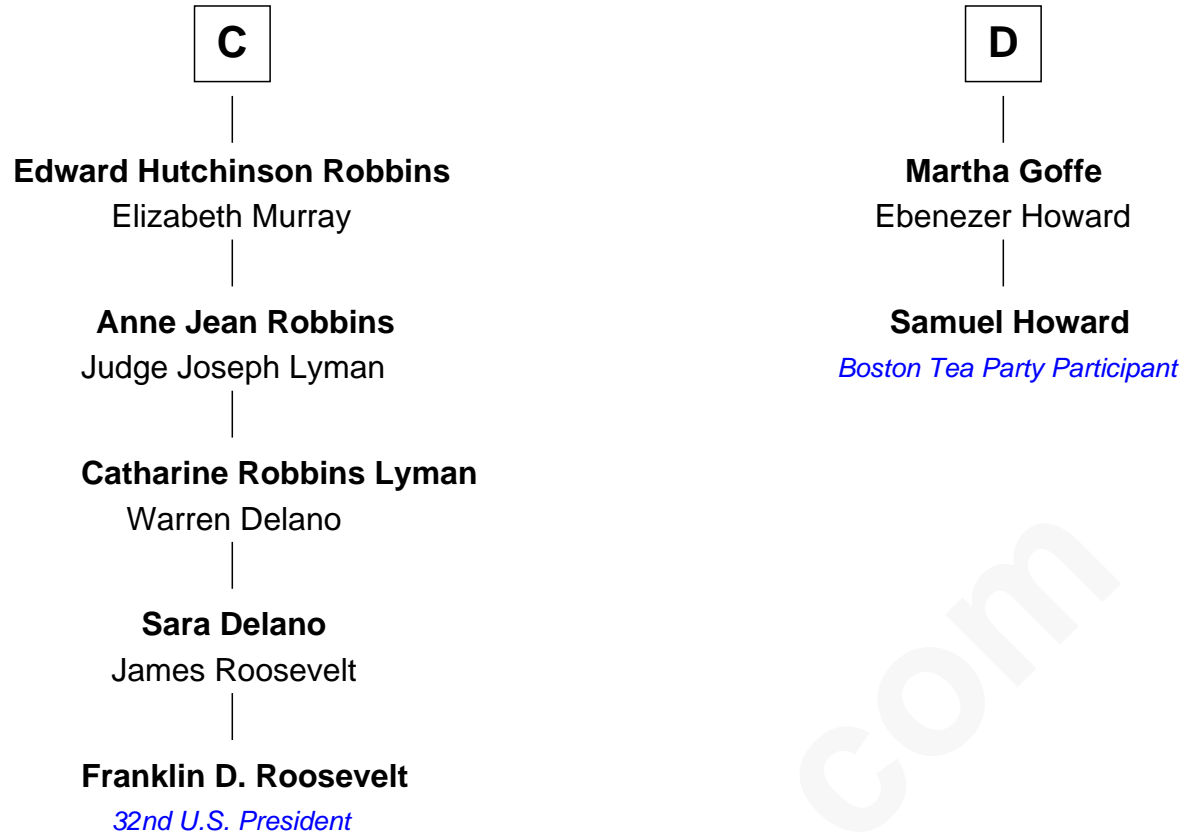 C
Edward Hutchinson Robbins
Elizabeth Murray
Anne Jean Robbins
Judge Joseph Lyman
Catharine Robbins Lyman
Warren Delano
Sara Delano
James Roosevelt
Franklin D. Roosevelt
32nd U.S. President
D
Martha Goffe
Ebenezer Howard
Samuel Howard
Boston Tea Party Participant
com